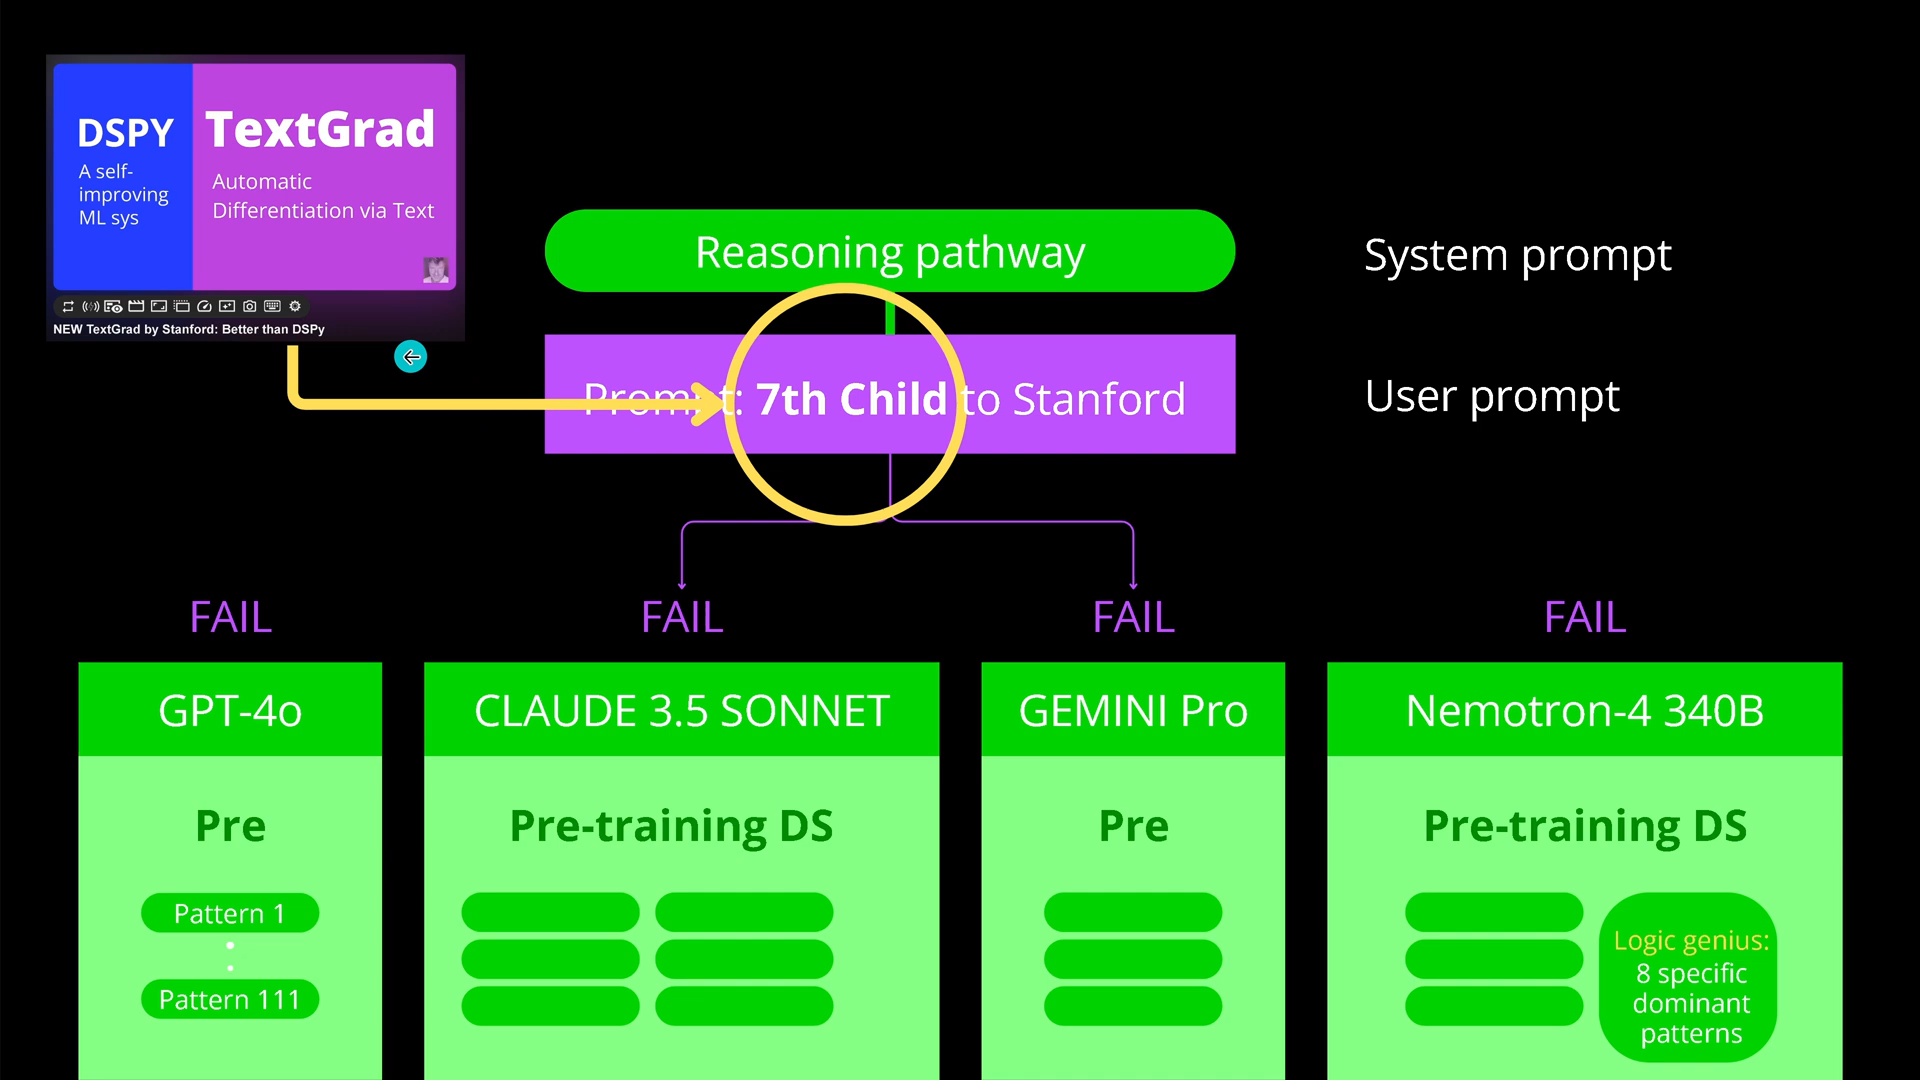 DSPY
A self-
improving
ML sys
TextGrad
Automatic
Differentiation via Text
NEW TextGrad by Stanford: Better than DSPy
Reasoning pathway
System prompt
Prompt: 7th Child to Stanford
User prompt
FAIL
FAIL
FAIL
FAIL
GPT-4o
Pre
Pattern 1
Pattern 111
CLAUDE 3.5 SONNET
Pre-training DS
GEMINI Pro
Pre
Nemotron-4 340B
Pre-training DS
Logic genius:
8 specific
dominant
patterns